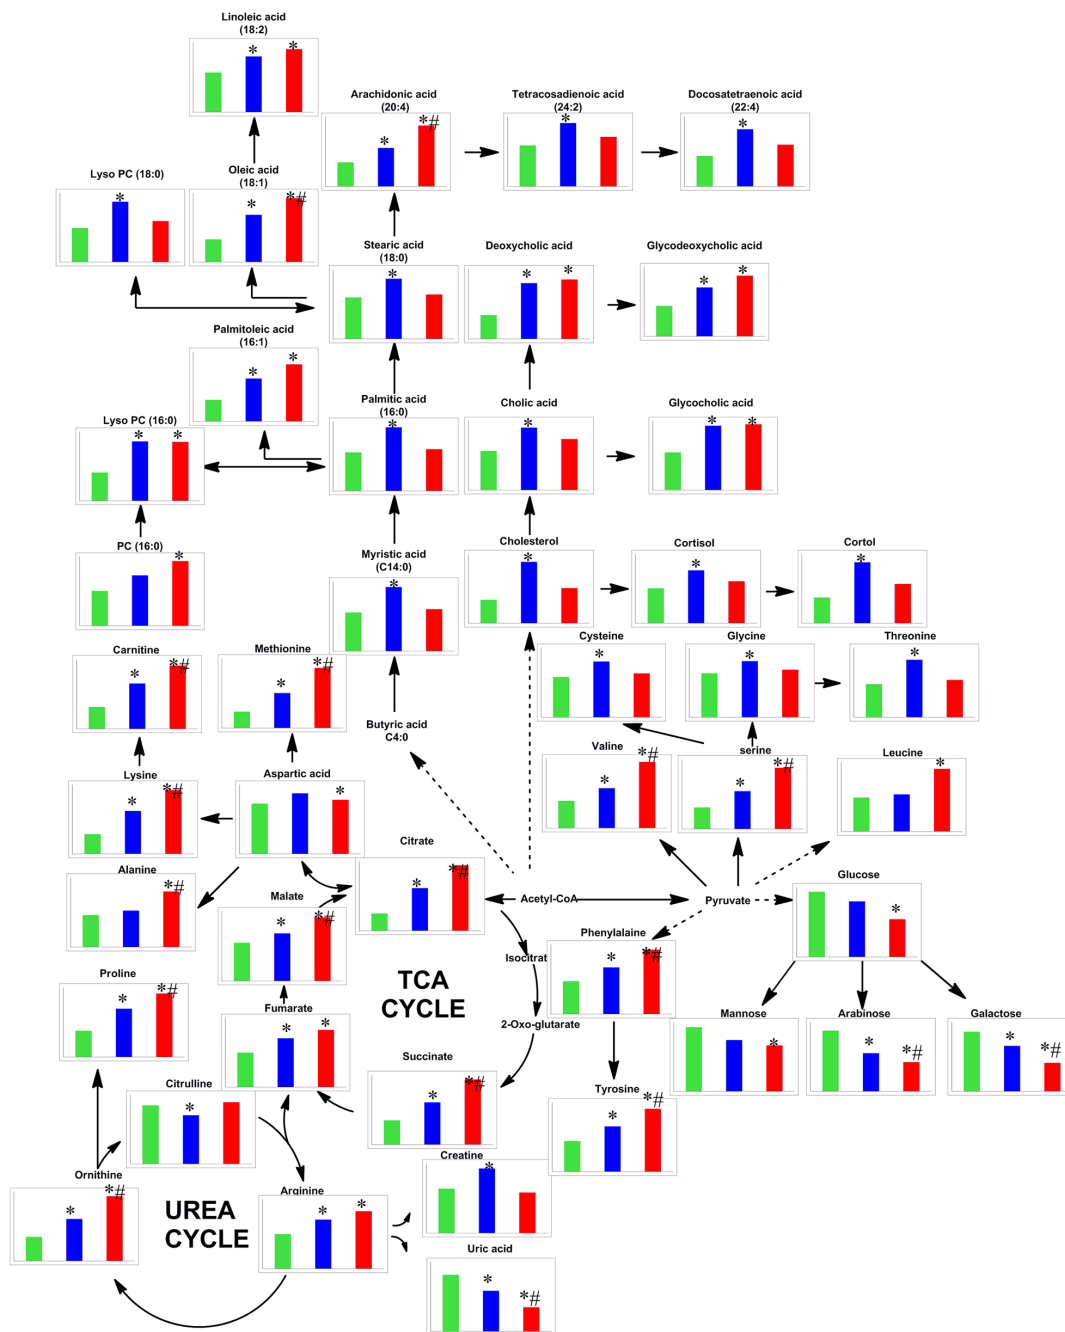 Linoleic acid
(18:2)
* *
Arachidonic acid
(20:4)
* *#
Tetracosadienoic acid
(24:2)
*
Docosatetraenoic acid
(22:4)
*
Lyso PC (18:0)
*
Oleic acid
(18:1)
* *#
Stearic acid
(18:0)
*
Deoxycholic acid
* *
Glycodeoxycholic acid
* *
Palmitoleic acid
(16:1)
* *
Palmitic acid
(16:0)
*
Cholic acid
*
Glycocholic acid
* *
Lyso PC (16:0)
* *
PC (16:0)
*
Myristic acid
(C14:0)
*
Cholesterol
*
Cortisol
*
Cortol
*
Carnitine
* *#
Methionine
* *#
Cysteine
*
Glycine
*
Threonine
*
Butyric acid
C4:0
Valine
* *#
serine
* *#
Leucine
*
Lysine
* *#
Aspartic acid
*
Citrate
* *#
Alanine
*#
Malate
* *#
Acetyl-CoA
Pyruvate
Glucose
*
Phenylalaine
* *#
Isocitrat
TCA
CYCLE
Proline
* *#
Fumarate
* *
2-Oxo-glutarate
Mannose
*
Arabinose
* *#
Galactose
* *#
Succinate
* *#
Citrulline
*
Tyrosine
* *#
Creatine
*
Ornithine
* *#
Arginine
* *
UREA
CYCLE
Uric acid
* *#